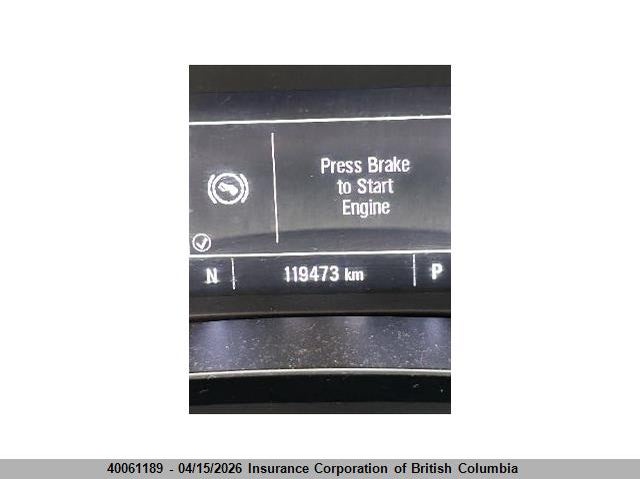 Press Brake
to Start
Engine
N 119473 km P
40061189 - 04/15/2026 Insurance Corporation of British Columbia